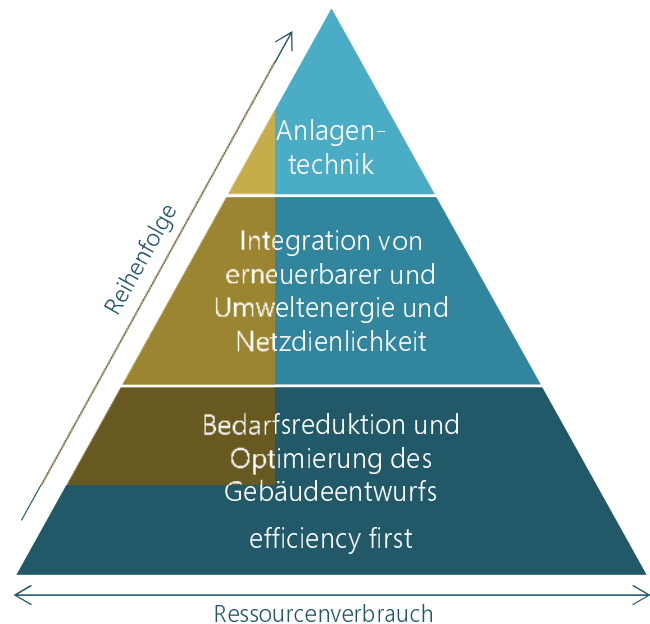 Anlagen-
technik
Reihenfolge
Integration von
erneuerbarer und
Umweltenergie und
Netzdienlichkeit
Bedarfsreduktion und
Optimierung des
Gebäudeentwurfs
efficiency first
Ressourcenverbrauch